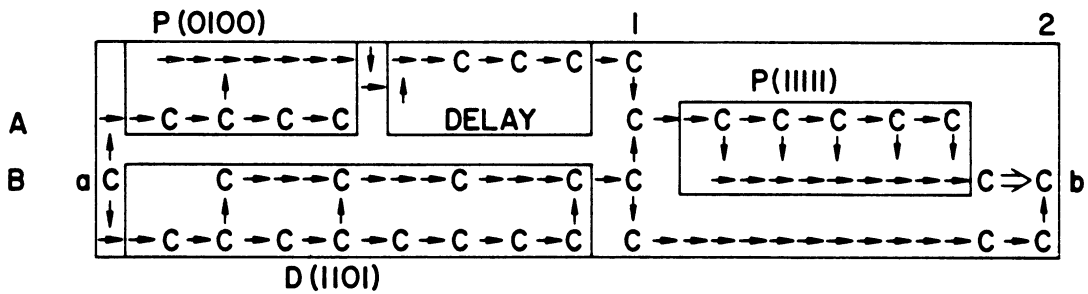 P(0100) 1 2
C C C C
P(11111)
A C C C C DELAY C C C C C C
B a C C C C C C C C b
C C C C C C C C C C C
D(1101)